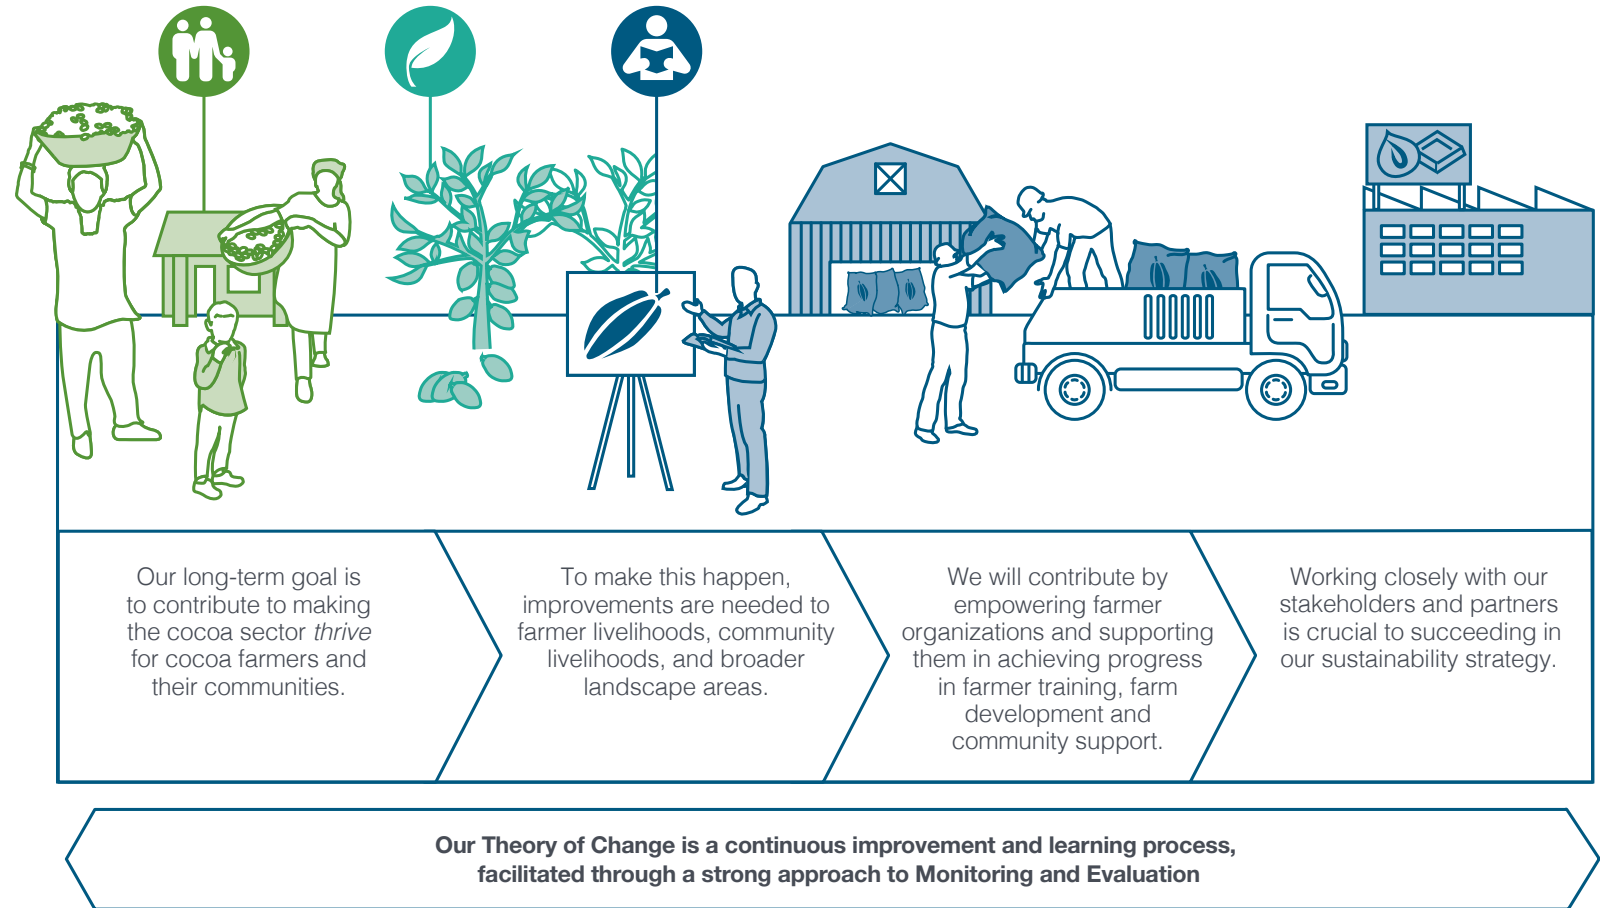 Our long-term goal is
to contribute to making
the cocoa sector thrive
for cocoa farmers and
their communities.
To make this happen,
improvements are needed to
farmer livelihoods, community
livelihoods, and broader
landscape areas.
We will contribute by
empowering farmer
organizations and supporting
them in achieving progress
in farmer training, farm
development and
community support.
Working closely with our
stakeholders and partners
is crucial to succeeding in
our sustainability strategy.
Our Theory of Change is a continuous improvement and learning process,
facilitated through a strong approach to Monitoring and Evaluation